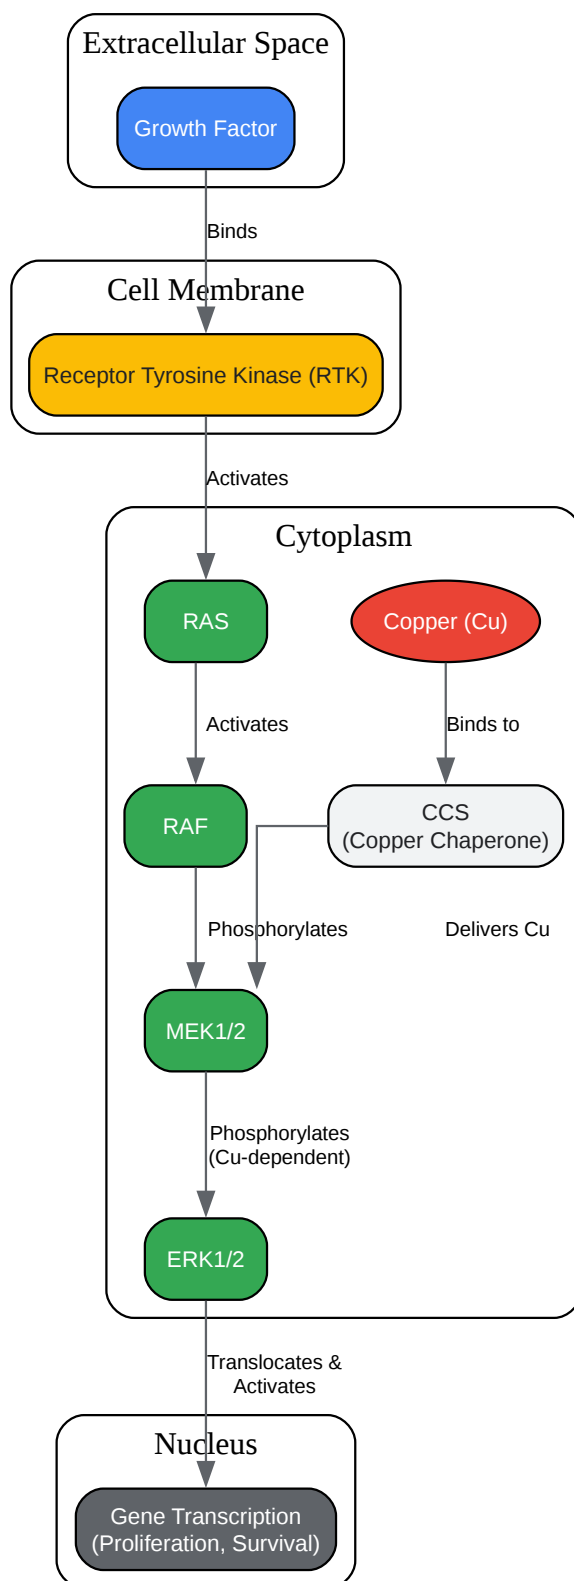 Extracellular Space
Growth Factor
Binds
Cell Membrane
Receptor Tyrosine Kinase (RTK)
Activates
Cytoplasm
RAS
Copper (Cu)
Activates
Binds to
RAF
CCS
(Copper Chaperone)
Phosphorylates
Delivers Cu
MEK1/2
Phosphorylates
(Cu-dependent)
ERK1/2
Translocates &
Activates
Nucleus
Gene Transcription
(Proliferation, Survival)